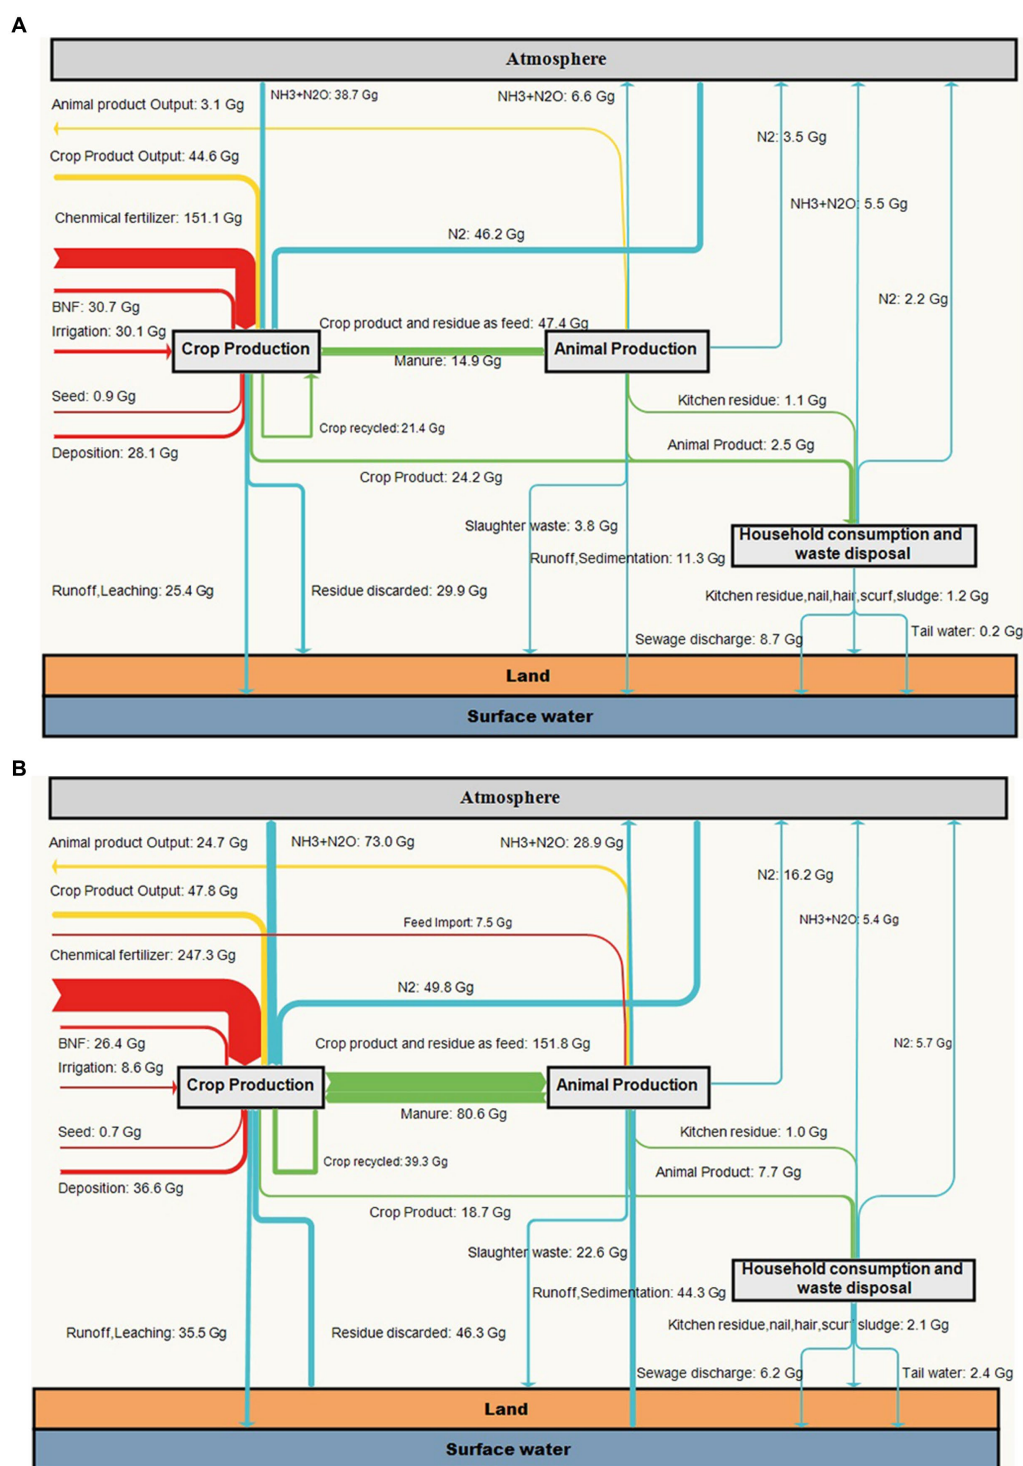 A
Atmosphere
Animal product Output: 3.1 Gg
NH3+N2O: 38.7 Gg
NH3+N2O: 6.6 Gg
N2: 3.5 Gg
Crop Product Output: 44.6 Gg
NH3+N2O: 5.5 Gg
Chenmical fertilizer: 151.1 Gg
N2: 46.2 Gg
N2: 2.2 Gg
BNF: 30.7 Gg
Irrigation: 30.1 Gg
Crop product and residue as feed: 47.4 Gg
Crop Production
Animal Production
Manure: 14.9 Gg
Seed: 0.9 Gg
Kitchen residue: 1.1 Gg
Crop recycled: 21.4 Gg
Animal Product: 2.5 Gg
Deposition: 28.1 Gg
Crop Product: 24.2 Gg
Slaughter waste: 3.8 Gg
Household consumption and
waste disposal
Runoff,Sedimentation: 11.3 Gg
Runoff,Leaching: 25.4 Gg
Residue discarded: 29.9 Gg
Kitchen residue,nail,hair,scurf,sludge: 1.2 Gg
Sewage discharge: 8.7 Gg
Tail water: 0.2 Gg
Land
Surface water
B
Atmosphere
Animal product Output: 24.7 Gg
NH3+N2O: 73.0 Gg
NH3+N2O: 28.9 Gg
N2: 16.2 Gg
Crop Product Output: 47.8 Gg
Feed Import: 7.5 Gg
NH3+N2O: 5.4 Gg
Chenmical fertilizer: 247.3 Gg
N2: 49.8 Gg
BNF: 26.4 Gg
Crop product and residue as feed: 151.8 Gg
N2: 5.7 Gg
Irrigation: 8.6 Gg
Crop Production
Animal Production
Manure: 80.6 Gg
Seed: 0.7 Gg
Kitchen residue: 1.0 Gg
Crop recycled: 39.3 Gg
Animal Product: 7.7 Gg
Deposition: 36.6 Gg
Crop Product: 18.7 Gg
Slaughter waste: 22.6 Gg
Household consumption and
waste disposal
Runoff,Sedimentation: 44.3 Gg
Runoff,Leaching: 35.5 Gg
Residue discarded: 46.3 Gg
Kitchen residue,nail,hair,scurf,sludge: 2.1 Gg
Sewage discharge: 6.2 Gg
Tail water: 2.4 Gg
Land
Surface water